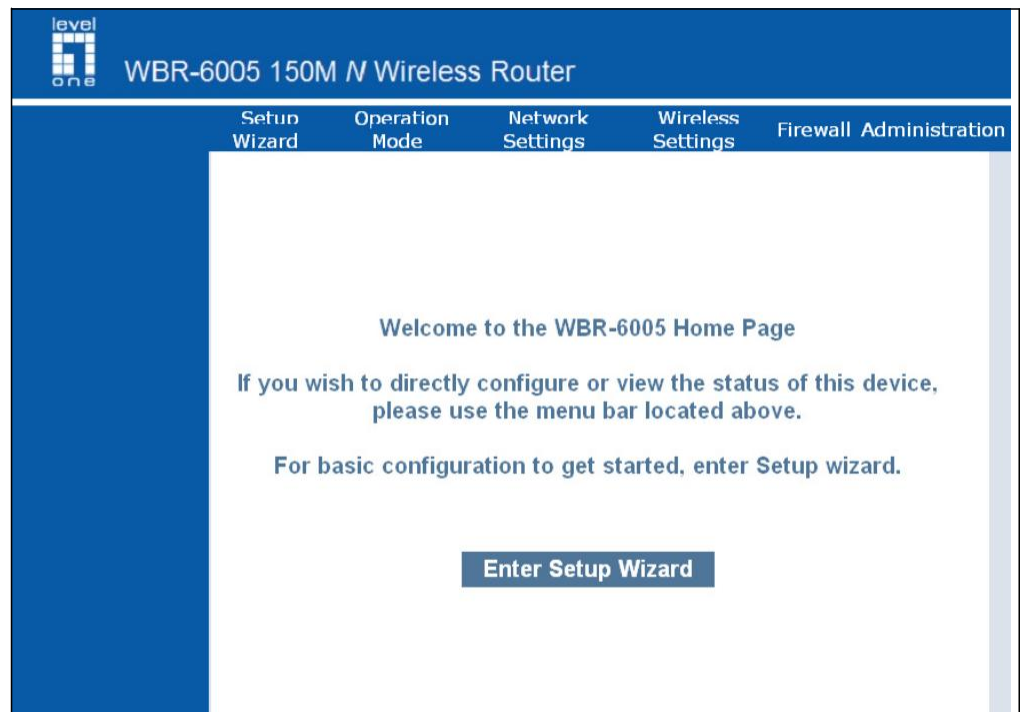 level
one
WBR-6005 150M N Wireless Router
Setup Wizard
Operation Mode
Network Settings
Wireless Settings
Firewall
Administration
Welcome to the WBR-6005 Home Page
If you wish to directly configure or view the status of this device,
please use the menu bar located above.
For basic configuration to get started, enter Setup wizard.
Enter Setup Wizard